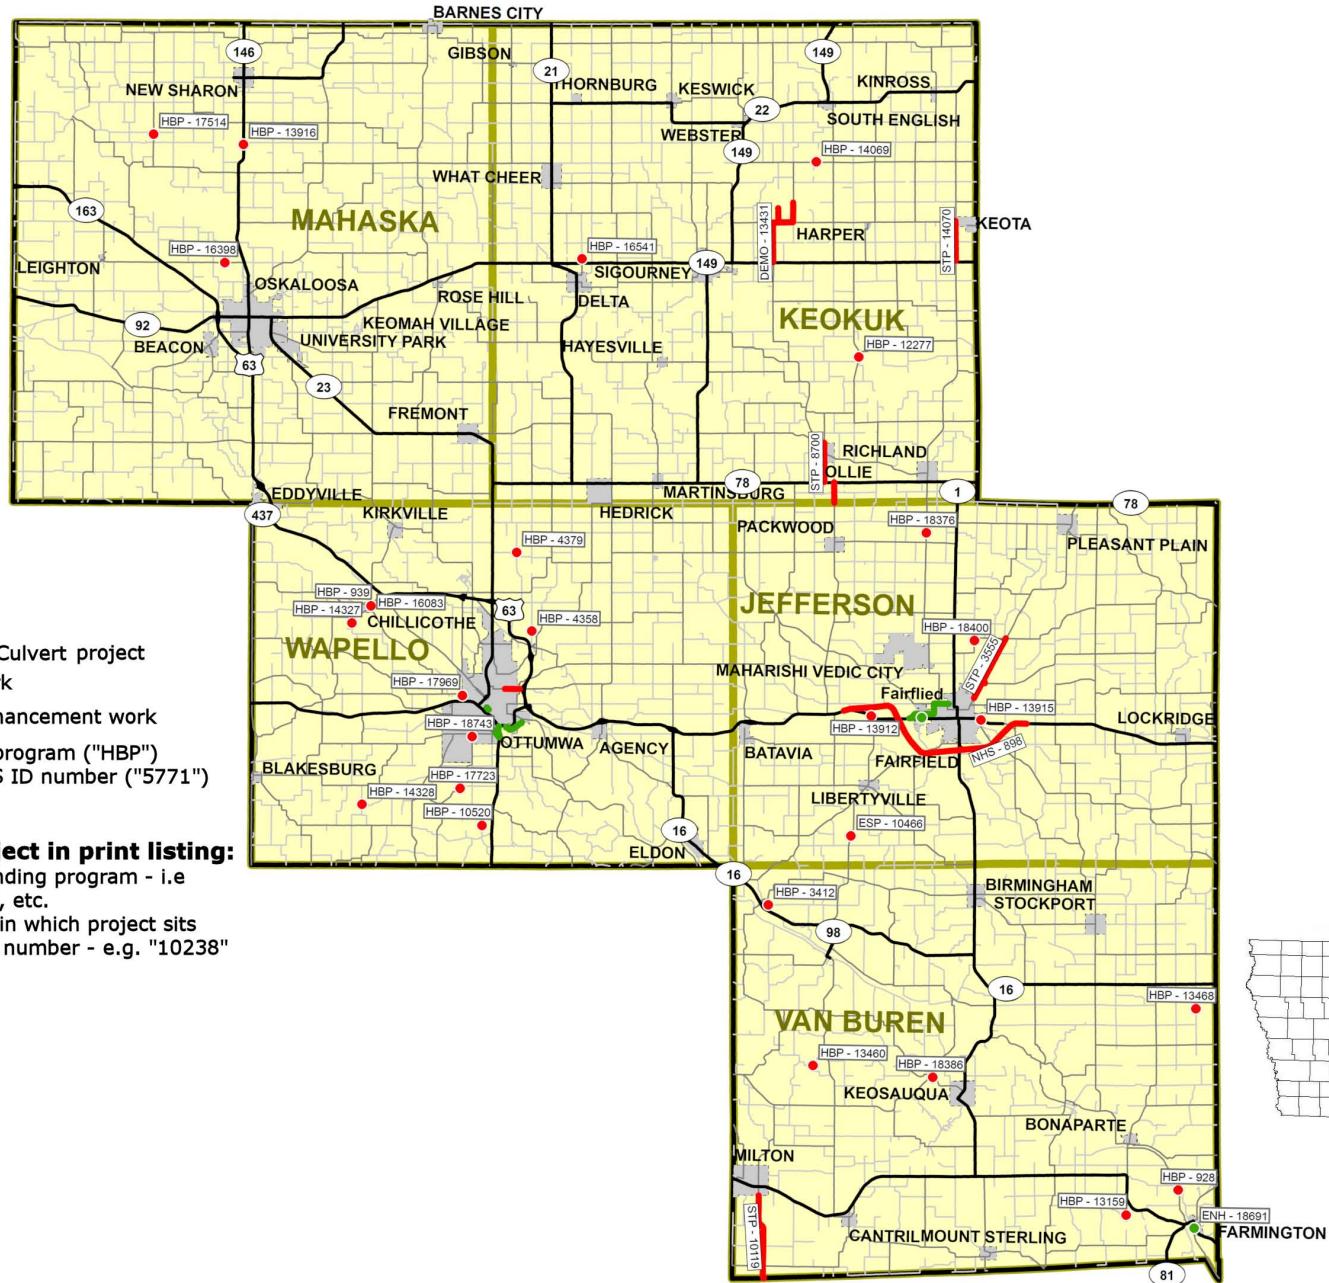 BARNES CITY
146
GIBSON
149
21
THORNBURG
KESWICK
KINROSS
NEW SHARON
22
SOUTH ENGLISH
HBP - 17514
HBP - 13916
WEBSTER
149
HBP - 14069
WHAT CHEER
163
MAHASKA
DEMO - 13431
HARPER
STP - 14070
KEOTA
HBP - 16398
HBP - 16541
LEIGHTON
SIGOURNEY
149
OSKALOOSA
ROSE HILL
DELTA
92
KEOMAH VILLAGE
KEOKUK
BEACON
UNIVERSITY PARK
HAYESVILLE
HBP - 12277
63
23
FREMONT
STP - 8700
RICHLAND
OLLIE
78
EDDYVILLE
MARTINSBURG
1
78
437
KIRKVILLE
HEDRICK
PACKWOOD
HBP - 18376
HBP - 4379
PLEASANT PLAIN
HBP - 939
HBP - 16083
HBP - 14327
63
JEFFERSON
CHILLICOTHE
HBP - 4358
HBP - 18400
WAPELLO
Culvert project
STP - 3555
MAHARISHI VEDIC CITY
rk
HBP - 17969
Fairflied
nhancement work
HBP - 18743
HBP - 13912
HBP - 13915
LOCKRIDGE
OTTUMWA
AGENCY
BATAVIA
FAIRFIELD
NHS - 898
program ("HBP")
BLAKESBURG
S ID number ("5771")
HBP - 17723
HBP - 14328
LIBERTYVILLE
HBP - 10520
ESP - 10466
16
ELDON
ject in print listing:
nding program - i.e
16
BIRMINGHAM
HBP - 3412
STOCKPORT
, etc.
in which project sits
98
number - e.g. "10238"
16
HBP - 13468
VAN BUREN
HBP - 13460
HBP - 18386
KEOSAUQUA
BONAPARTE
MILTON
HBP - 928
HBP - 13159
STP - 10119
ENH - 18691
CANTRIL
MOUNT STERLING
FARMINGTON
81